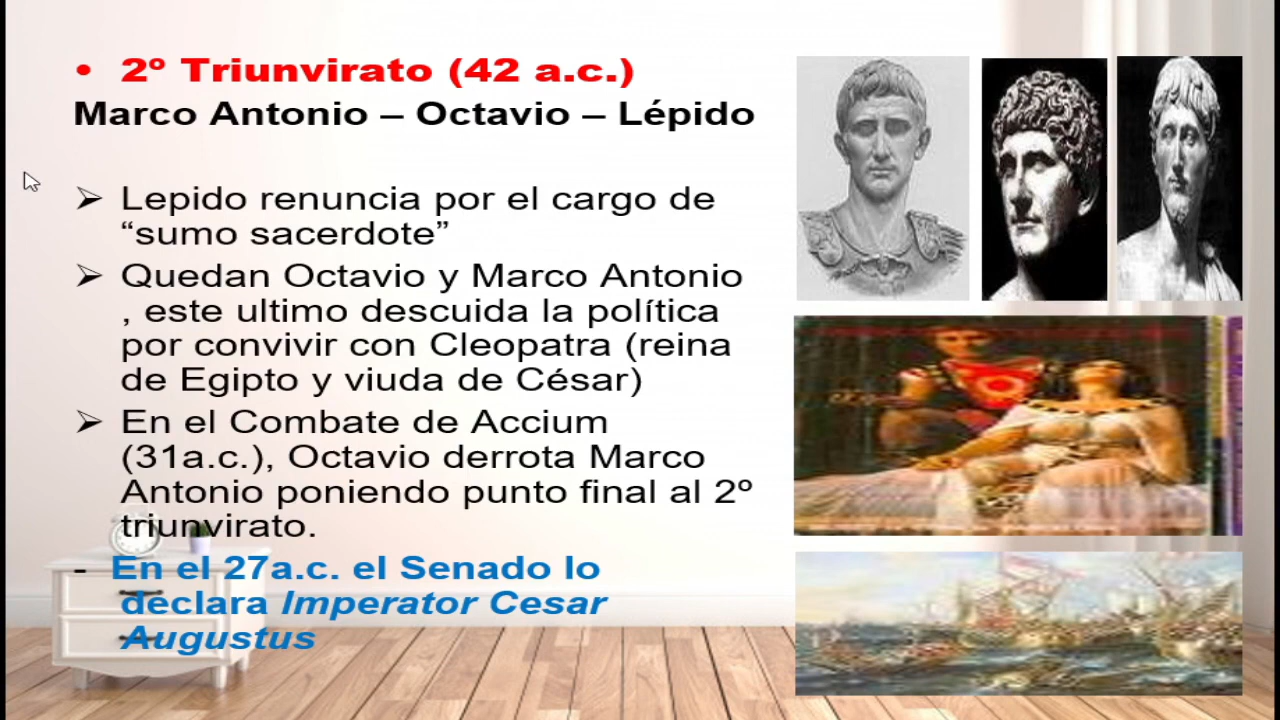 • 2º Triunvirato (42 a.c.)
Marco Antonio – Octavio – Lépido
➢ Lepido renuncia por el cargo de
“sumo sacerdote”
➢ Quedan Octavio y Marco Antonio
, este ultimo descuida la política
por convivir con Cleopatra (reina
de Egipto y viuda de César)
➢ En el Combate de Accium
(31a.c.), Octavio derrota Marco
Antonio poniendo punto final al 2º
triunvirato.
- En el 27a.c. el Senado lo
declara Imperator Cesar
Augustus